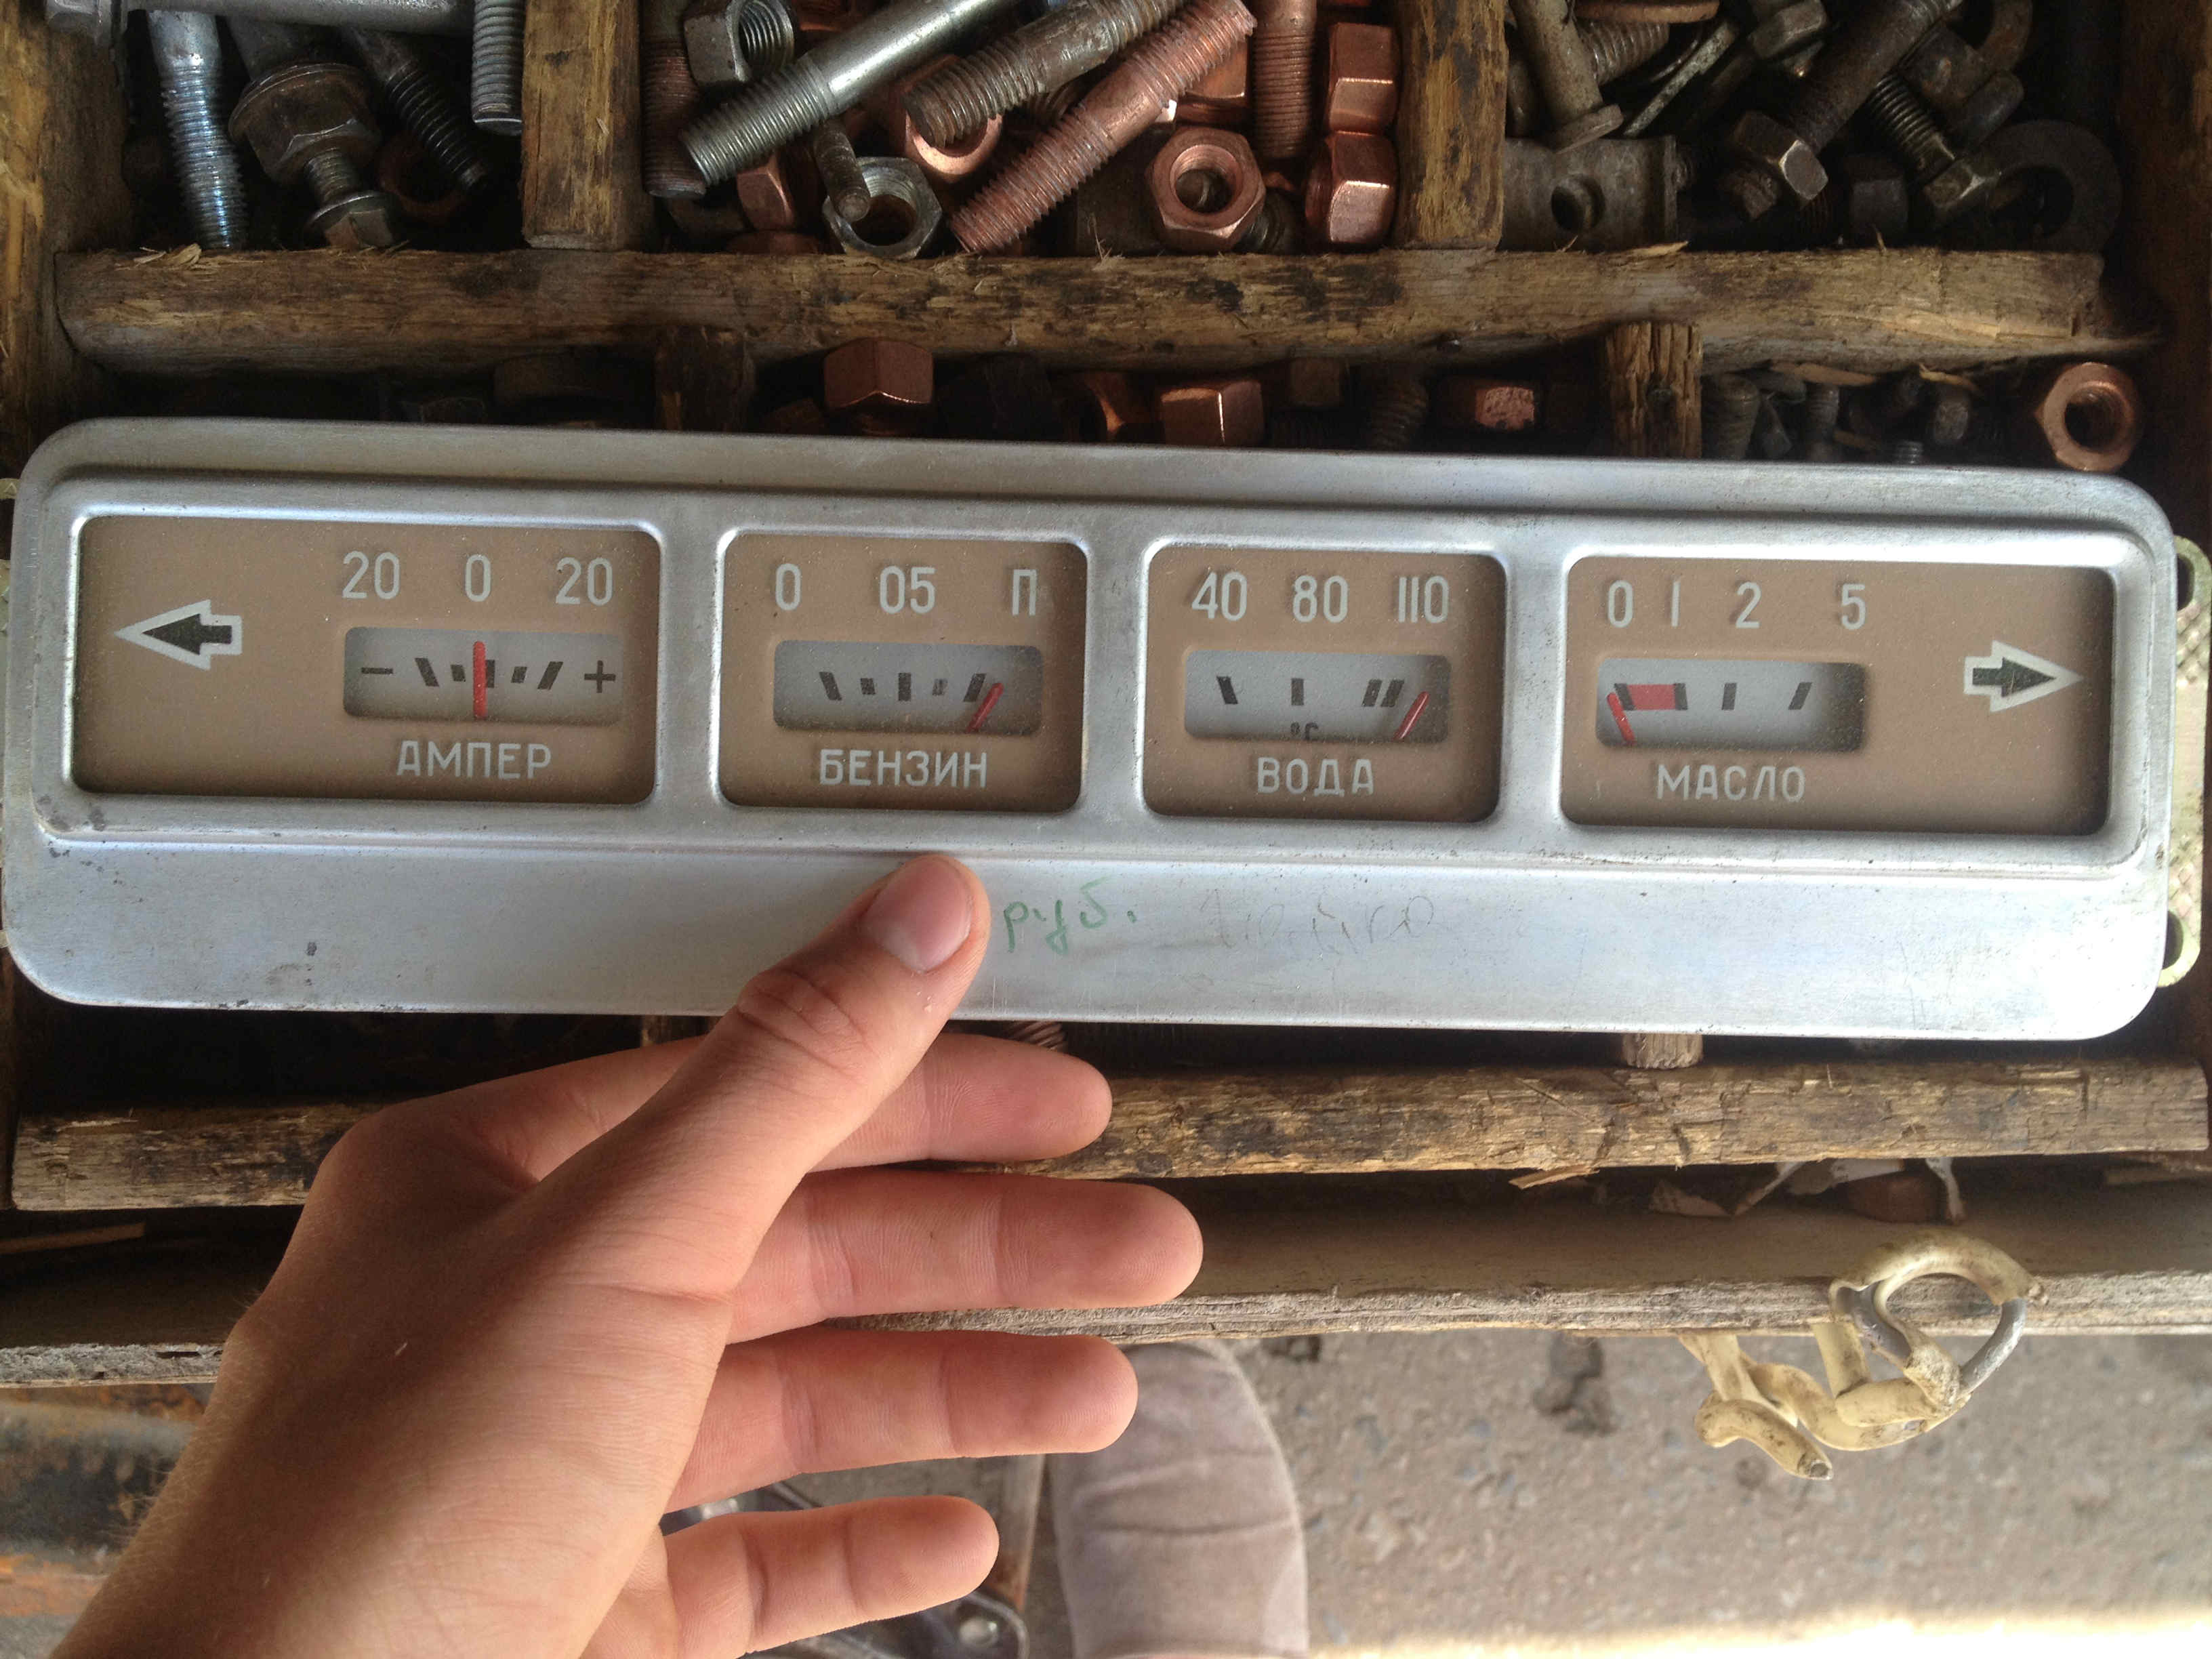 20 0 20
- +
АМПЕР
0 05 П
БЕНЗИН
40 80 110
°C
ВОДА
0 1 2 5
МАСЛО
руб.